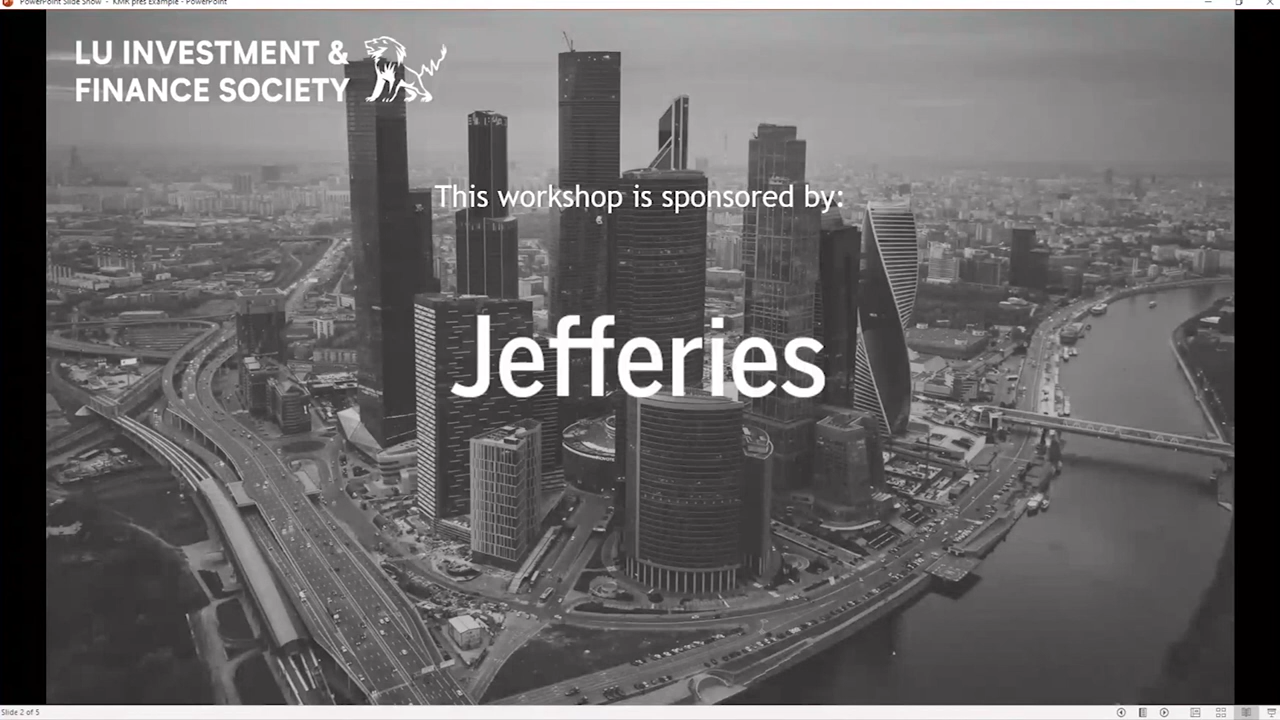 PowerPoint Slide Show - KMR pres Example - PowerPoint
LU INVESTMENT &
FINANCE SOCIETY
This workshop is sponsored by:
Jefferies
Slide 2 of 5